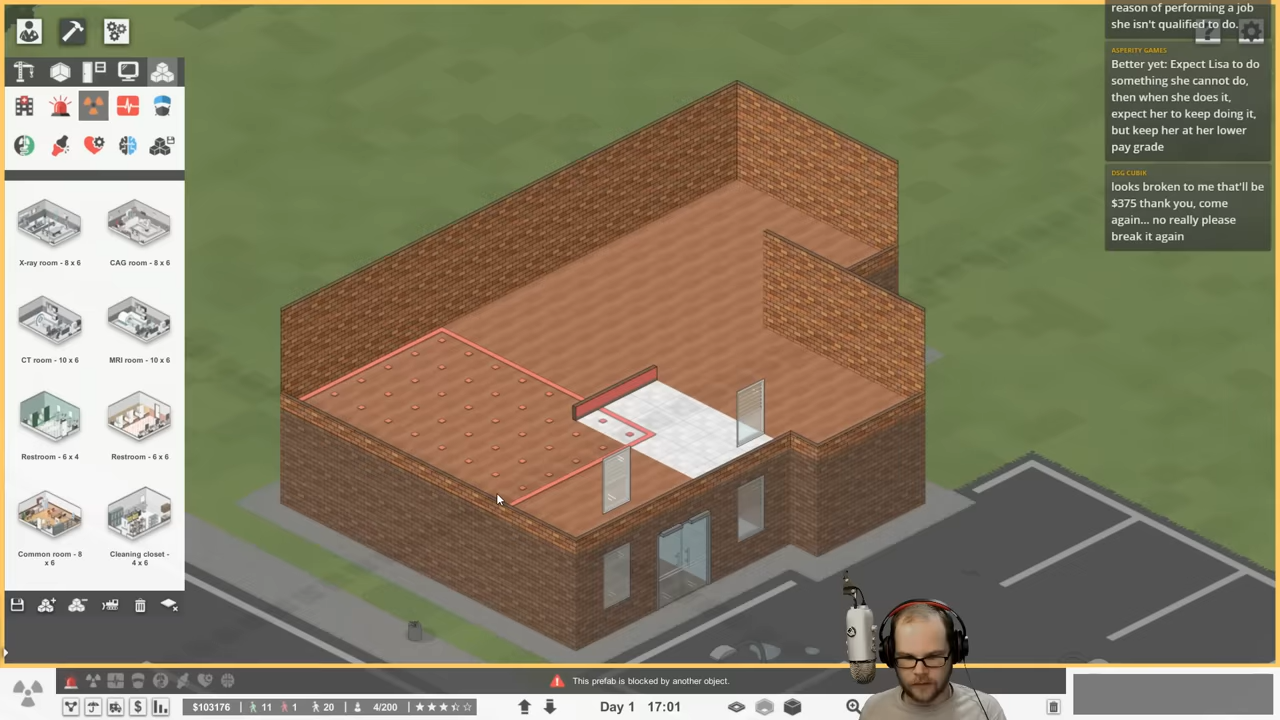 reason of performing a job
she isn't qualified to do.
ASPERITY GAMES
Better yet: Expect Lisa to do
something she cannot do,
then when she does it,
expect her to keep doing it,
but keep her at her lower
pay grade
DSG CUBIK
looks broken to me that'll be
$375 thank you, come
again... no really please
break it again
X-ray room - 8 x 6
CAG room - 8 x 6
CT room - 10 x 6
MRI room - 10 x 6
Restroom - 6 x 4
Restroom - 6 x 6
Common room - 8
x 6
Cleaning closet -
4 x 6
This prefab is blocked by another object.
$103176
11
1
20
4/200
Day 1 17:01